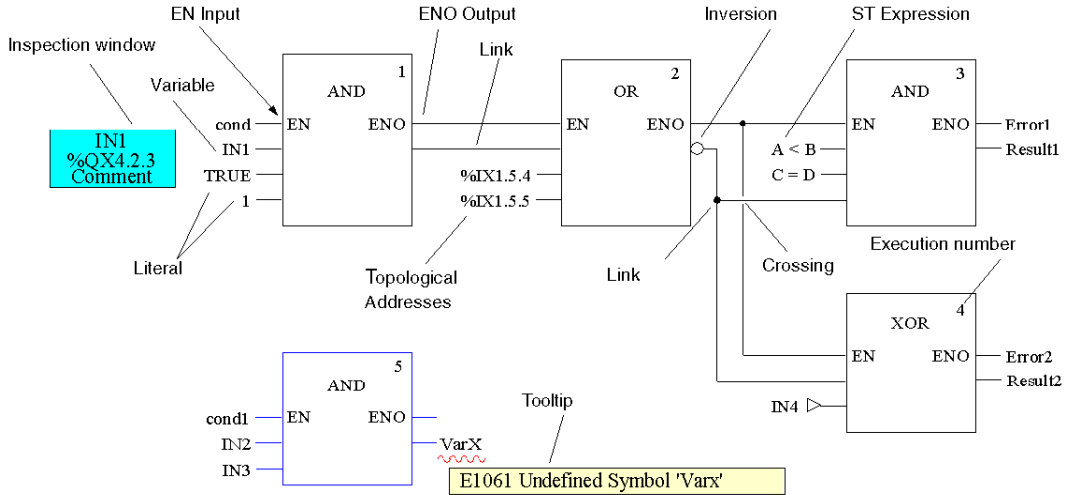 EN Input
ENO Output
Inversion
ST Expression
Inspection window
Link
Variable
1
AND
cond
EN
ENO
IN1
TRUE
1
IN1
%QX4.2.3
Comment
Literal
2
OR
EN
ENO
%IX1.5.4
%IX1.5.5
Topological
Addresses
3
AND
EN
ENO
A < B
C = D
Error1
Result1
Link
Crossing
Execution number
4
XOR
EN
ENO
IN4
Error2
Result2
5
AND
cond1
EN
ENO
IN2
IN3
VarX
Tooltip
E1061 Undefined Symbol 'Varx'